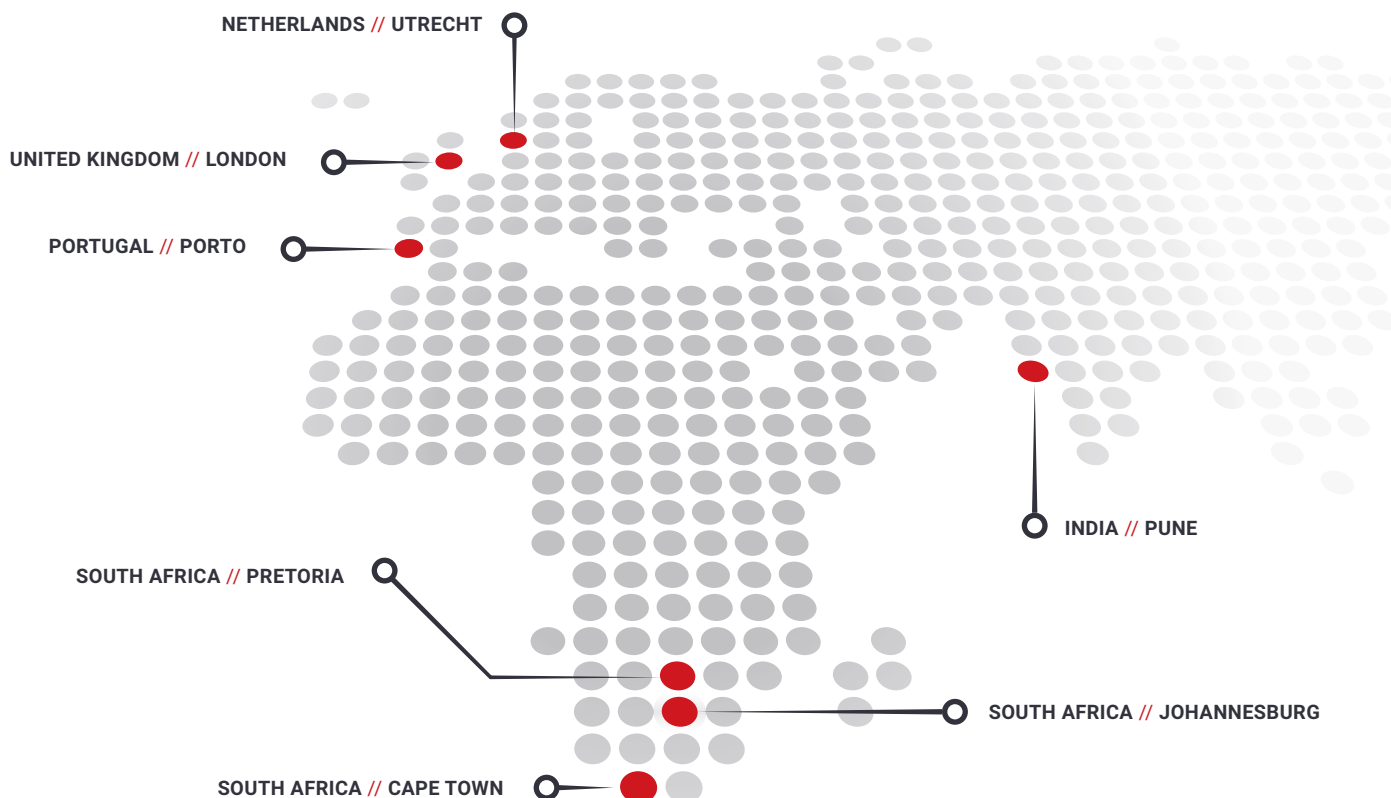 NETHERLANDS // UTRECHT
UNITED KINGDOM // LONDON
PORTUGAL // PORTO
INDIA // PUNE
SOUTH AFRICA // PRETORIA
SOUTH AFRICA // JOHANNESBURG
SOUTH AFRICA // CAPE TOWN